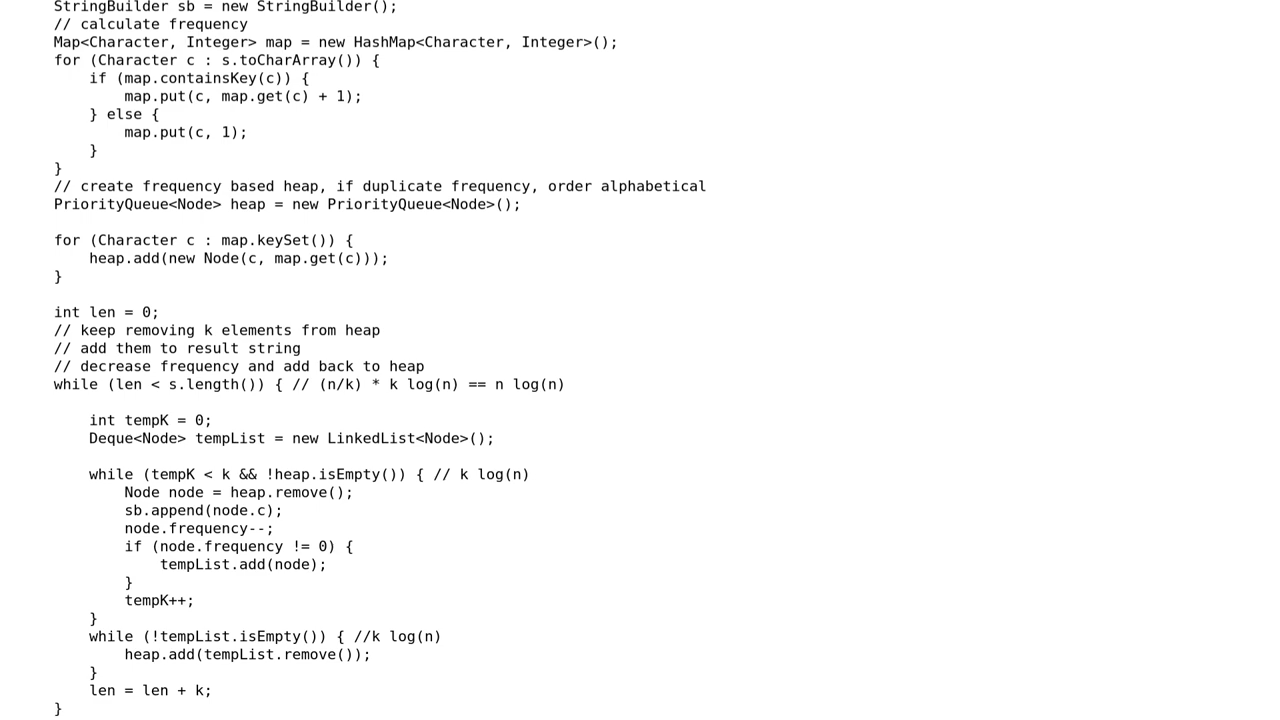 StringBuilder sb = new StringBuilder();
// calculate frequency
Map<Character, Integer> map = new HashMap<Character, Integer>();
for (Character c : s.toCharArray()) {
    if (map.containsKey(c)) {
        map.put(c, map.get(c) + 1);
    } else {
        map.put(c, 1);
    }
}
// create frequency based heap, if duplicate frequency, order alphabetical
PriorityQueue<Node> heap = new PriorityQueue<Node>();

for (Character c : map.keySet()) {
    heap.add(new Node(c, map.get(c)));
}

int len = 0;
// keep removing k elements from heap
// add them to result string
// decrease frequency and add back to heap
while (len < s.length()) { // (n/k) * k log(n) == n log(n)

    int tempK = 0;
    Deque<Node> tempList = new LinkedList<Node>();

    while (tempK < k && !heap.isEmpty()) { // k log(n)
        Node node = heap.remove();
        sb.append(node.c);
        node.frequency--;
        if (node.frequency != 0) {
            tempList.add(node);
        }
        tempK++;
    }
    while (!tempList.isEmpty()) { //k log(n)
        heap.add(tempList.remove());
    }
    len = len + k;
}